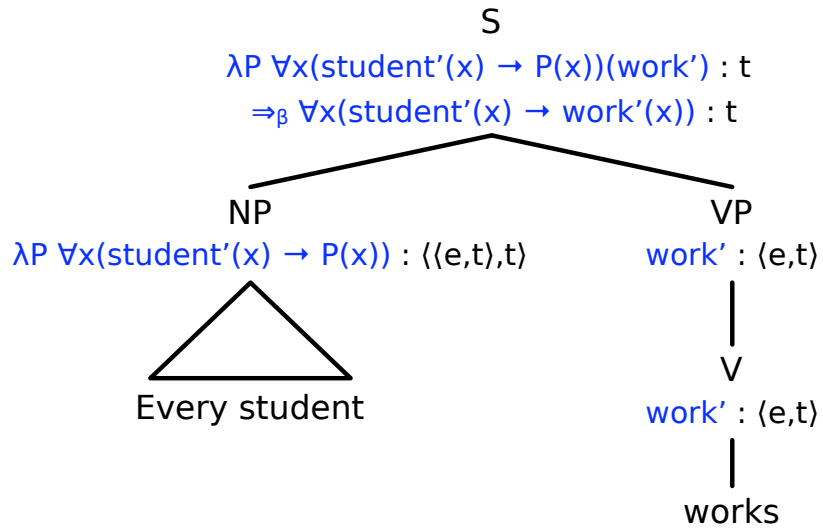 S
λP ∀x(student’(x) → P(x))(work’) : t
⇒β ∀x(student’(x) → work’(x)) : t
NP
VP
λP ∀x(student’(x) → P(x)) : ⟨⟨e,t⟩,t⟩
work’ : ⟨e,t⟩
V
Every student
work’ : ⟨e,t⟩
works